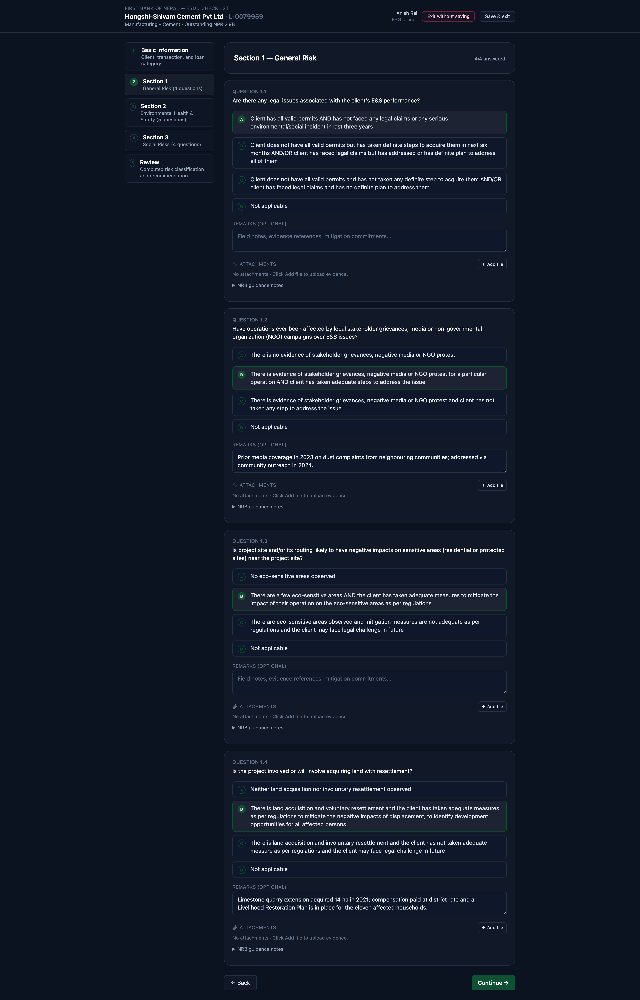 FIRST BANK OF NEPAL — ESDD CHECKLIST
Hongshi-Shivam Cement Pvt Ltd · L-0079959
Manufacturing - Cement · Outstanding NPR 2.9B
Anish Rai
ESG officer
Exit without saving
Save & exit
1
Basic information
Client, transaction, and loan
category
2
Section 1
General Risk (4 questions)
3
Section 2
Environmental Health &
Safety (5 questions)
4
Section 3
Social Risks (4 questions)
5
Review
Computed risk classification
and recommendation
Section 1 — General Risk
4/4 answered
QUESTION 1.1
Are there any legal issues associated with the client's E&S performance?
A
Client has all valid permits AND has not faced any legal claims or any serious
environmental/social incident in last three years
B
Client does not have all valid permits but has taken definite steps to acquire them in next six
months AND/OR client has faced legal claims but has addressed or has definite plan to address
all of them
C
Client does not have all valid permits and has not taken any definite step to acquire them AND/OR
client has faced legal claims and has no definite plan to address them
D
Not applicable
REMARKS (OPTIONAL)
Field notes, evidence references, mitigation commitments...
ATTACHMENTS
+ Add file
No attachments · Click Add file to upload evidence.
▶ NRB guidance notes
QUESTION 1.2
Have operations ever been affected by local stakeholder grievances, media or non-governmental
organization (NGO) campaigns over E&S issues?
A
There is no evidence of stakeholder grievances, negative media or NGO protest
B
There is evidence of stakeholder grievances, negative media or NGO protest for a particular
operation AND client has taken adequate steps to address the issue
C
There is evidence of stakeholder grievances, negative media or NGO protest and client has not
taken any step to address the issue
D
Not applicable
REMARKS (OPTIONAL)
Prior media coverage in 2023 on dust complaints from neighbouring communities; addressed via
community outreach in 2024.
ATTACHMENTS
+ Add file
No attachments · Click Add file to upload evidence.
▶ NRB guidance notes
QUESTION 1.3
Is project site and/or its routing likely to have negative impacts on sensitive areas (residential or protected
sites) near the project site?
A
No eco-sensitive areas observed
B
There are a few eco-sensitive areas AND the client has taken adequate measures to mitigate the
impact of their operation on the eco-sensitive areas as per regulations
C
There are eco-sensitive areas observed and mitigation measures are not adequate as per
regulations and the client may face legal challenge in future
D
Not applicable
REMARKS (OPTIONAL)
Field notes, evidence references, mitigation commitments...
ATTACHMENTS
+ Add file
No attachments · Click Add file to upload evidence.
▶ NRB guidance notes
QUESTION 1.4
Is the project involved or will involve acquiring land with resettlement?
A
Neither land acquisition nor involuntary resettlement observed
B
There is land acquisition and voluntary resettlement and the client has taken adequate measures
as per regulations to mitigate the negative impacts of displacement, to identify development
opportunities for all affected persons.
C
There is land acquisition and involuntary resettlement and the client has not taken adequate
measure as per regulations and the client may face legal challenge in future
D
Not applicable
REMARKS (OPTIONAL)
Limestone quarry extension acquired 14 ha in 2021; compensation paid at district rate and a
Livelihood Restoration Plan is in place for the eleven affected households.
ATTACHMENTS
+ Add file
No attachments · Click Add file to upload evidence.
▶ NRB guidance notes
← Back
Continue →